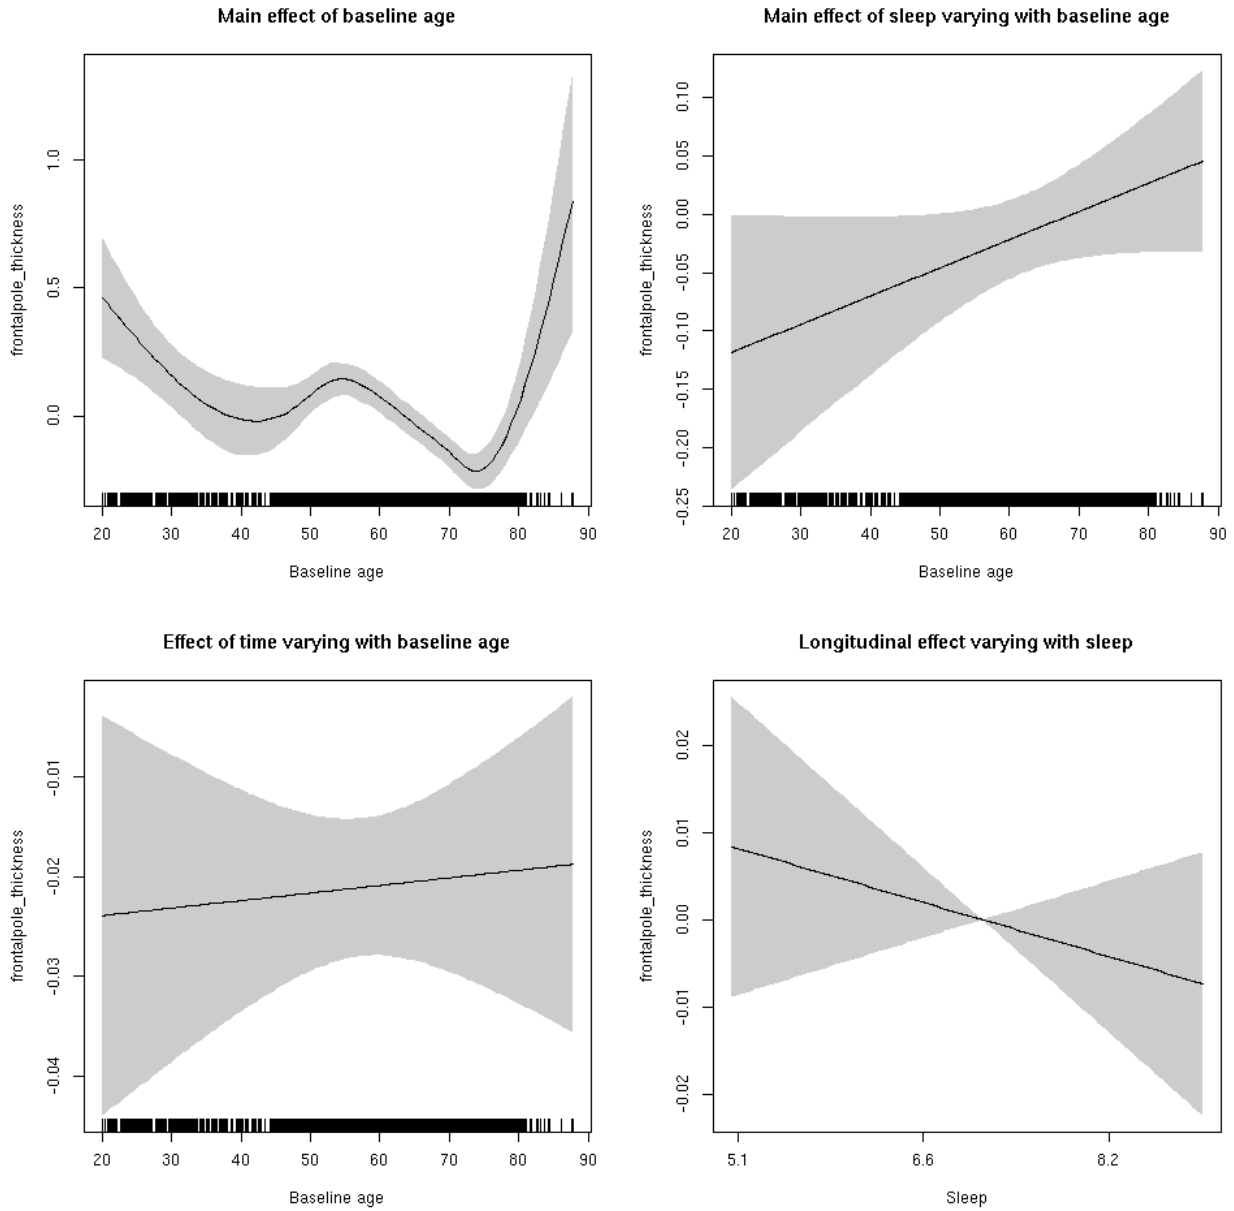 Main effect of baseline age
frontalpole_thickness
1.0
0.5
0.0
20 30 40 50 60 70 80 90
Baseline age
Main effect of sleep varying with baseline age
frontalpole_thickness
0.10
0.05
0.00
-0.05
-0.10
-0.15
-0.20
-0.25
20 30 40 50 60 70 80 90
Baseline age
Effect of time varying with baseline age
frontalpole_thickness
-0.01
-0.02
-0.03
-0.04
20 30 40 50 60 70 80 90
Baseline age
Longitudinal effect varying with sleep
frontalpole_thickness
0.02
0.01
0.00
-0.01
-0.02
5.1 6.6 8.2
Sleep